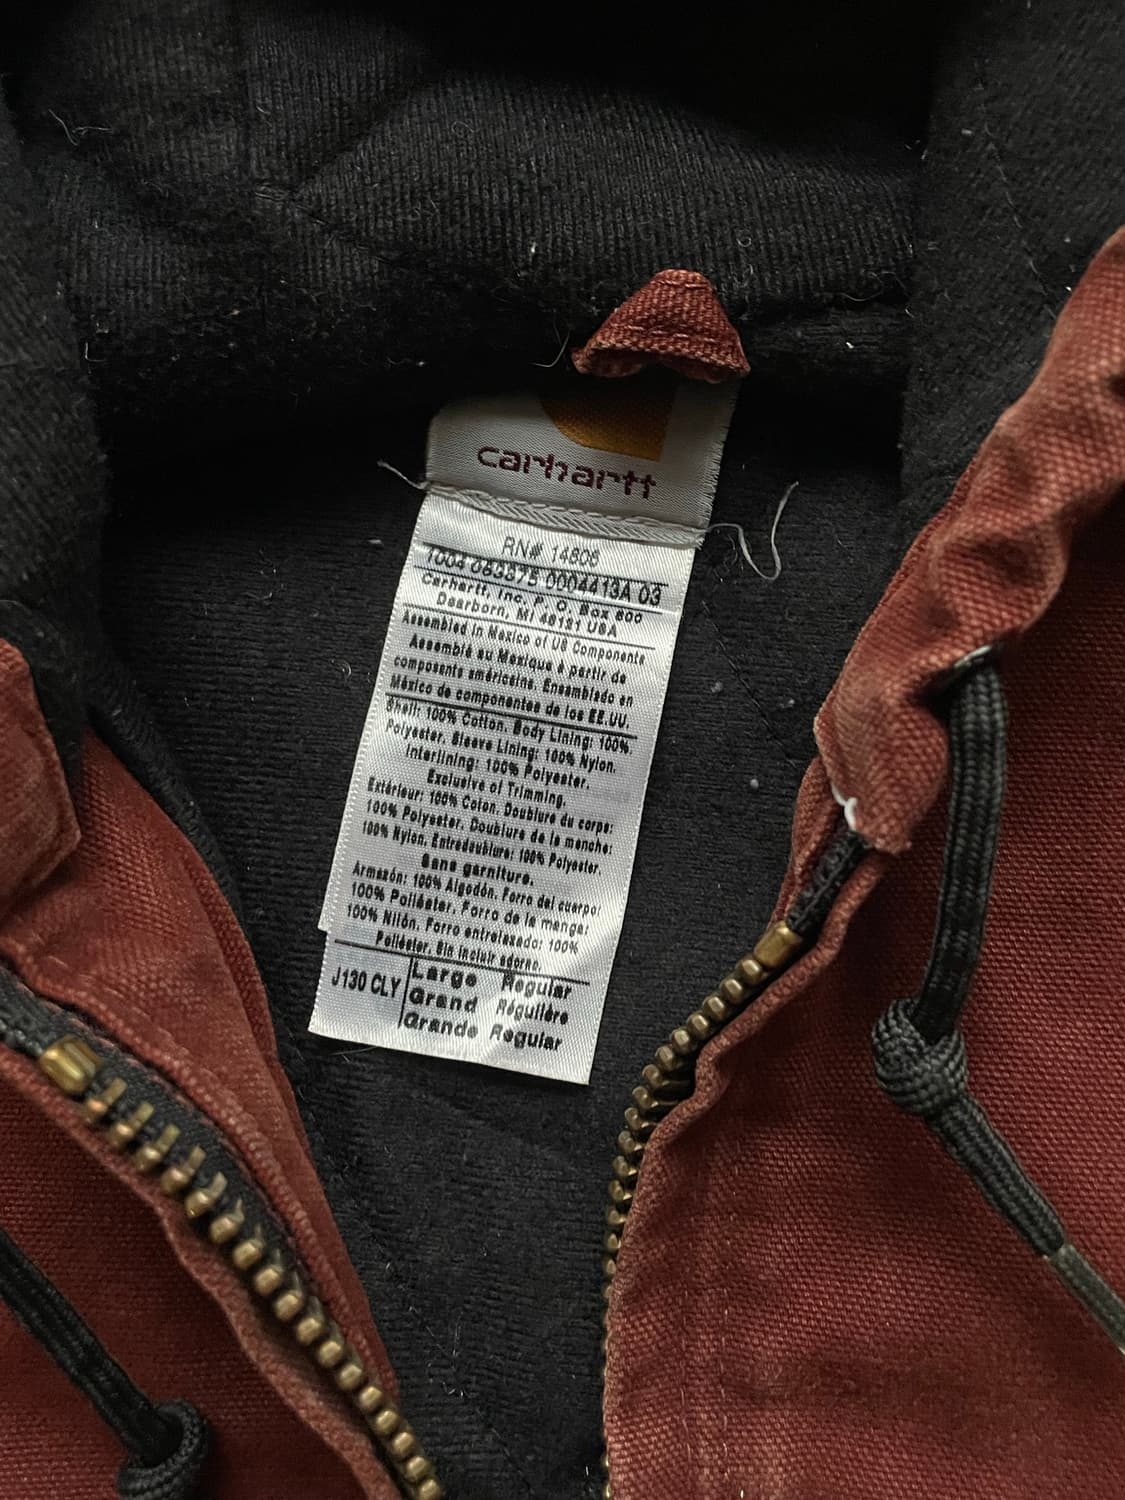 carhartt
RN# 14806
1004 083875 0004413A 03
Carhartt, Inc. P. O. Box 600
Dearborn, MI 48121 USA
Assembled in Mexico of US Components
Assemblé au Mexique à partir de
composants américains. Ensamblado en
México de componentes de los EE.UU.
Shell: 100% Cotton. Body Lining: 100%
Polyester. Sleeve Lining: 100% Nylon.
Interlining: 100% Polyester.
Exclusive of Trimming.
Extérieur: 100% Coton. Doublure du corps:
100% Polyester. Doublure de la manche:
100% Nylon. Entredoublure: 100% Polyester.
Sans garniture.
Armazón: 100% Algodón. Forro del cuerpo:
100% Poliéster. Forro de la manga:
100% Nilón. Forro entrelazado: 100%
Poliéster. Sin incluir adorno.
J130 CLY
Large Regular
Grand Régulière
Grande Regular